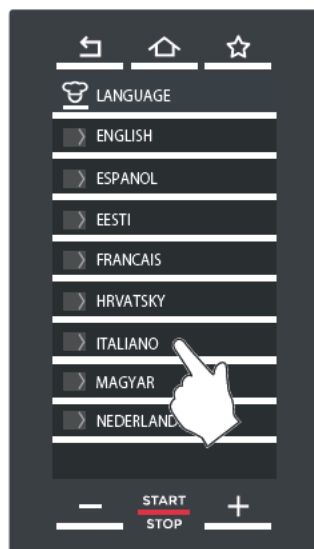 LANGUAGE
ENGLISH
ESPANOL
EESTI
FRANCAIS
HRVATSKY
ITALIANO
MAGYAR
NEDERLAND
START
STOP